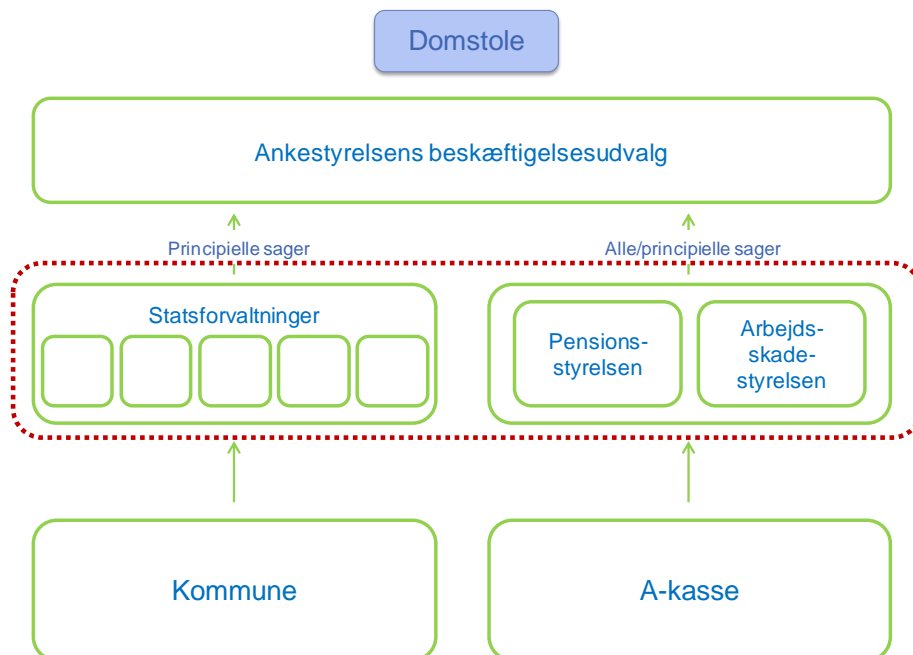 Domstole
Ankestyrelsens beskæftigelsesudvalg
Principielle sager
Alle/principielle sager
Statsforvaltninger
Pensions-
styrelsen
Arbejds-
skade-
styrelsen
Kommune
A-kasse